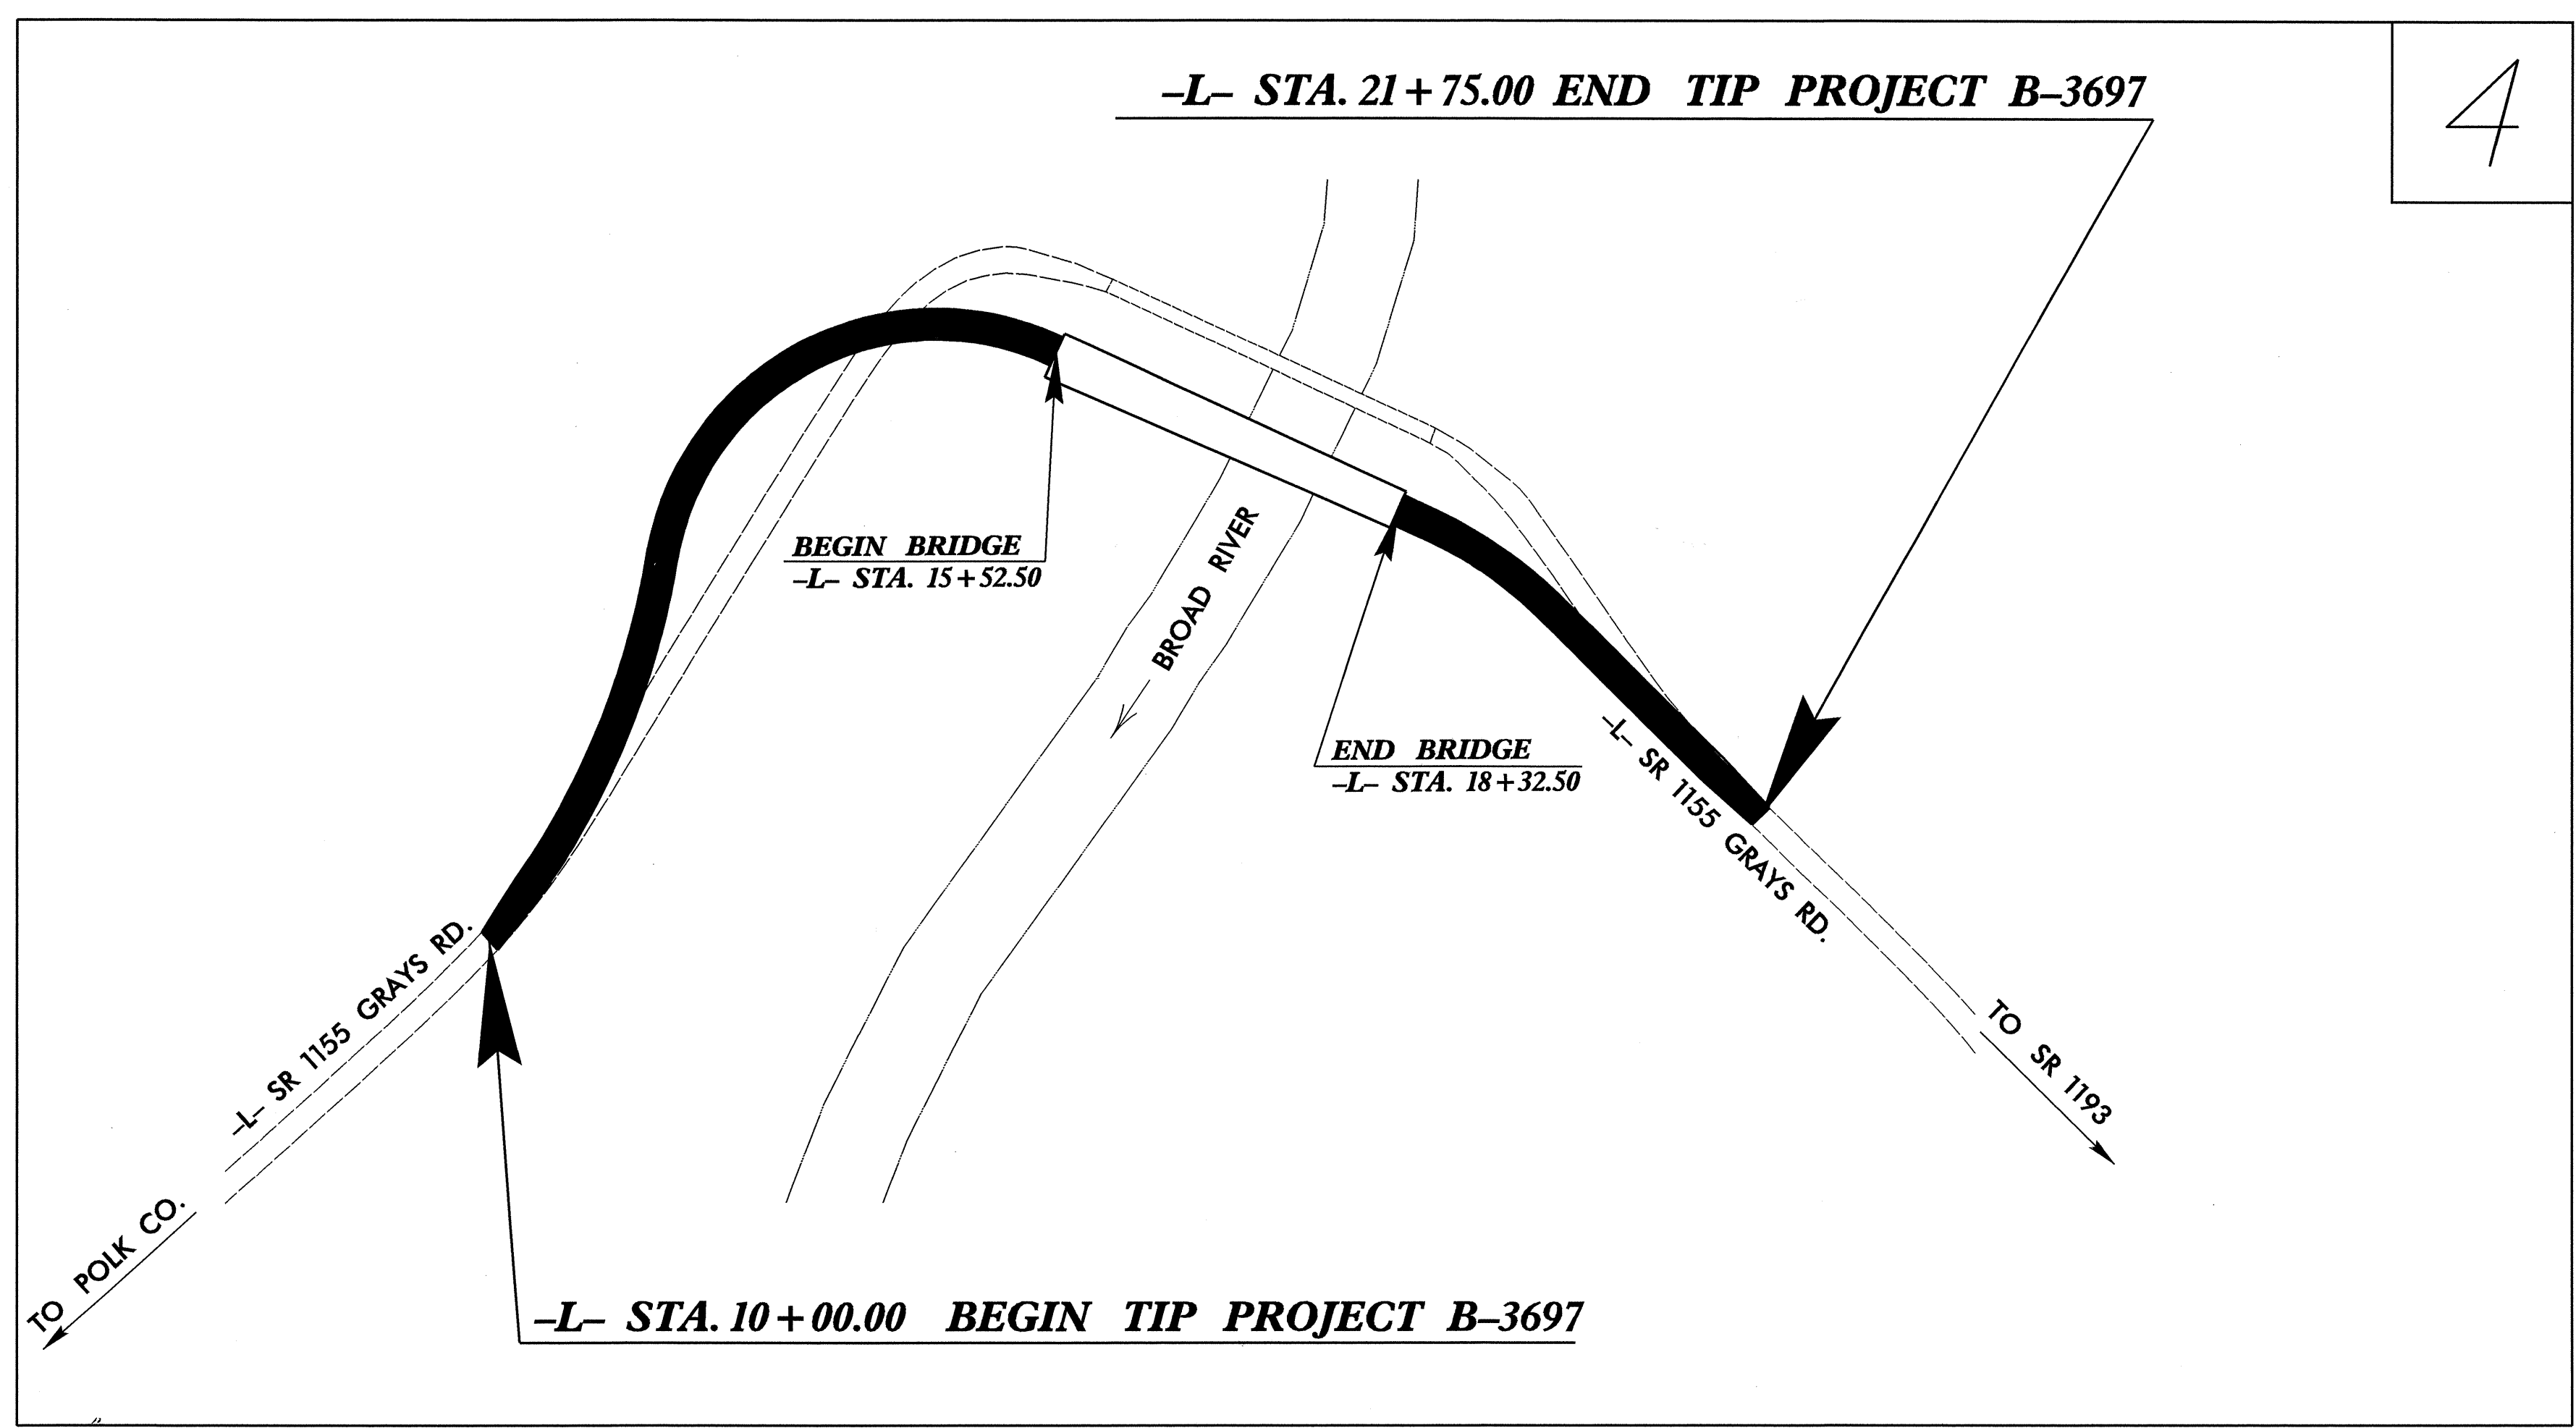 –L– STA. 21+75.00 END TIP PROJECT B–3697
4
BEGIN BRIDGE
–L– STA. 15+52.50
BROAD RIVER
END BRIDGE
–L– STA. 18+32.50
–L– SR 1155 GRAYS RD.
–L– SR 1155 GRAYS RD.
TO SR 1193
TO POLK CO.
–L– STA. 10+00.00 BEGIN TIP PROJECT B–3697